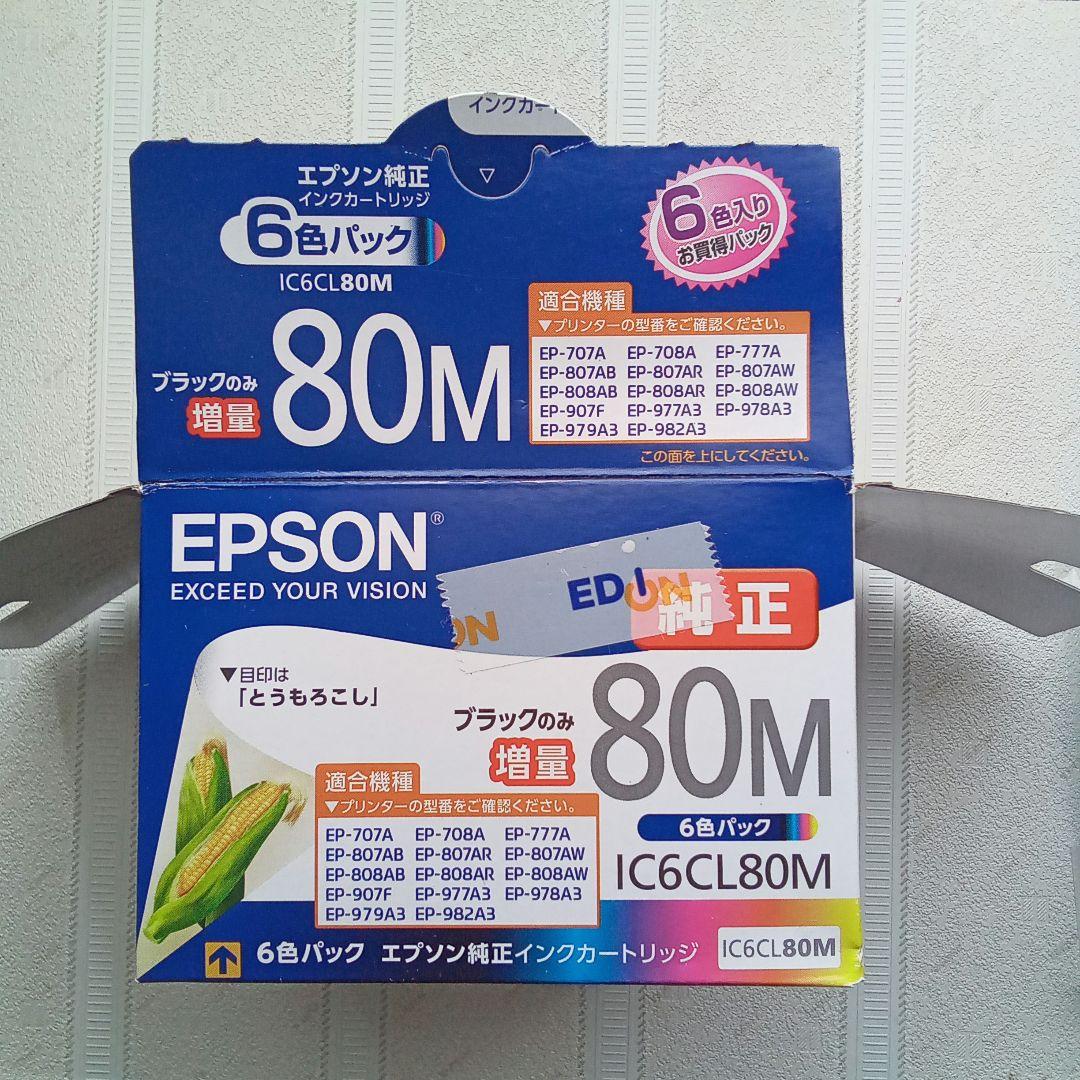 インクカート
エプソン純正
インクカートリッジ
6色パック
IC6CL80M
6色入り
お買得パック
ブラックのみ
増量
80M
適合機種
▼プリンターの型番をご確認ください。
EP-707A EP-708A EP-777A
EP-807AB EP-807AR EP-807AW
EP-808AB EP-808AR EP-808AW
EP-907F EP-977A3 EP-978A3
EP-979A3 EP-982A3
この面を上にしてください。
EPSON®
EXCEED YOUR VISION
ON
EDION
純正
▼目印は
「とうもろこし」
ブラックのみ
増量
80M
適合機種
▼プリンターの型番をご確認ください。
EP-707A EP-708A EP-777A
EP-807AB EP-807AR EP-807AW
EP-808AB EP-808AR EP-808AW
EP-907F EP-977A3 EP-978A3
EP-979A3 EP-982A3
6色パック
IC6CL80M
6色パック エプソン純正インクカートリッジ
IC6CL80M